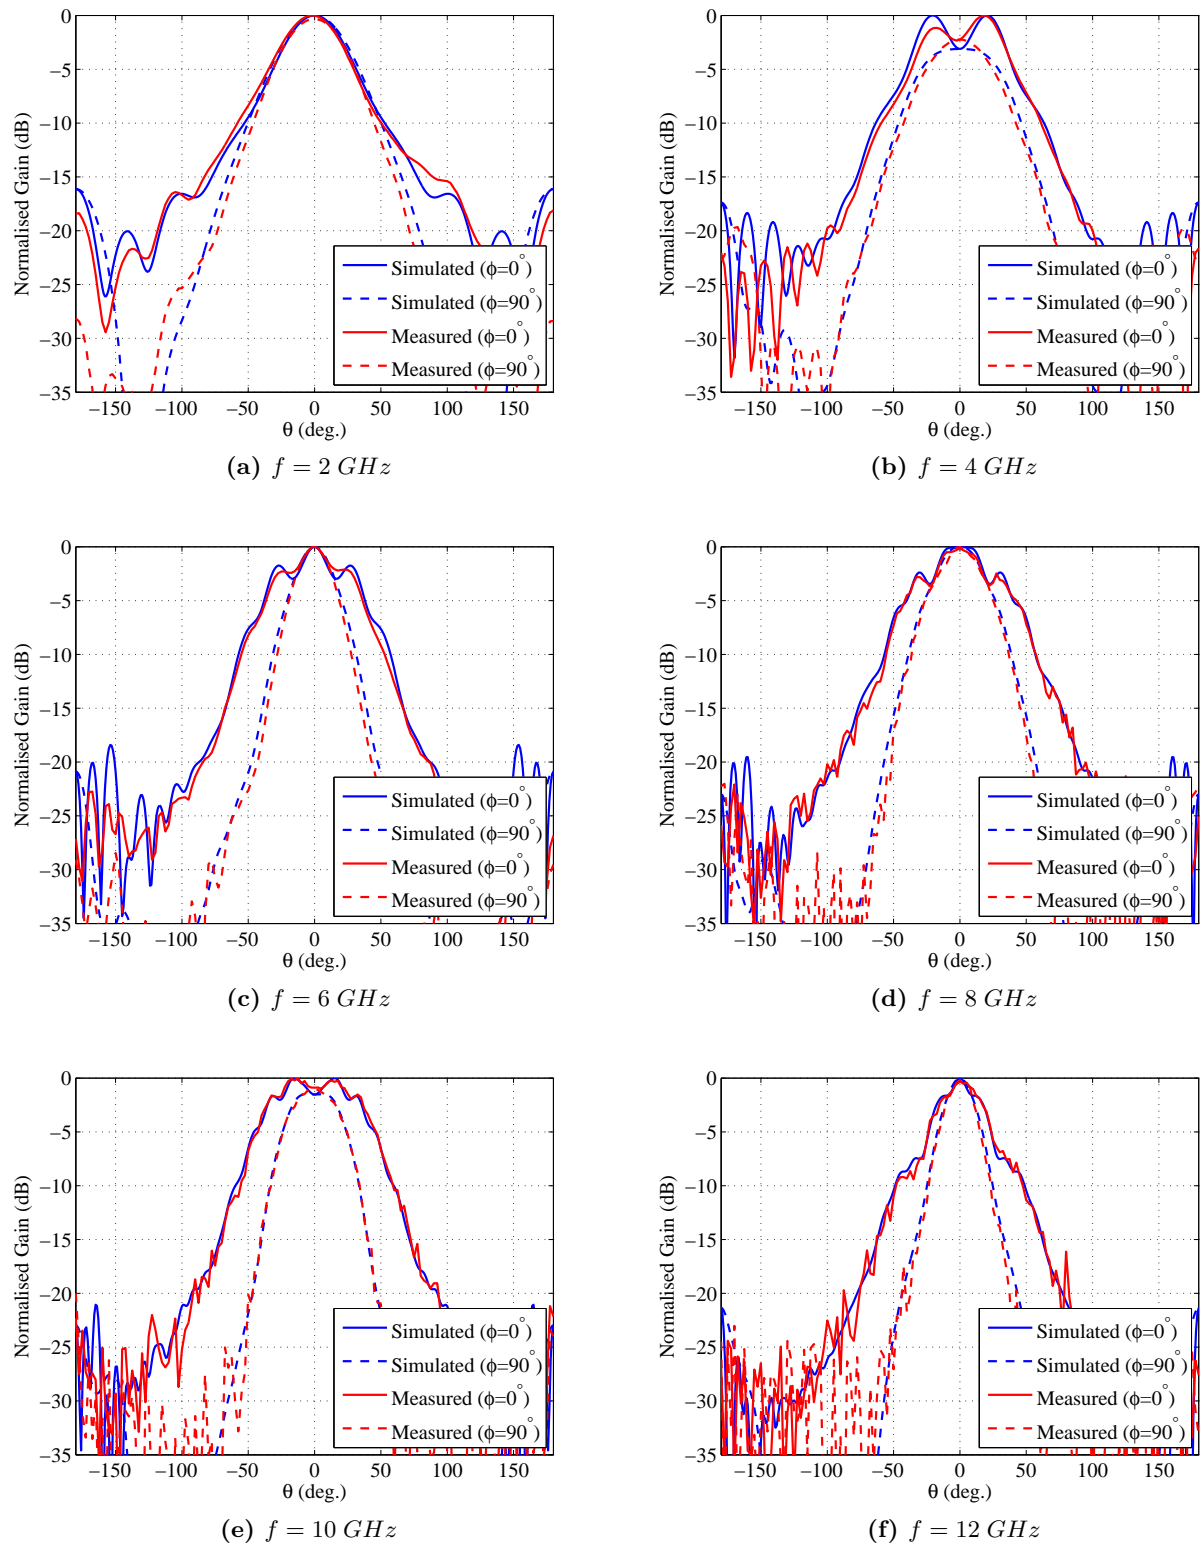 0
−5
−10
−15
−20
−25
−30
−35
Normalised Gain (dB)
−150 −100 −50 0 50 100 150
θ (deg.)
Simulated (ϕ=0°)
Simulated (ϕ=90°)
Measured (ϕ=0°)
Measured (ϕ=90°)
(a) f = 2 GHz
0
−5
−10
−15
−20
−25
−30
−35
Normalised Gain (dB)
−150 −100 −50 0 50 100 150
θ (deg.)
Simulated (ϕ=0°)
Simulated (ϕ=90°)
Measured (ϕ=0°)
Measured (ϕ=90°)
(b) f = 4 GHz
0
−5
−10
−15
−20
−25
−30
−35
Normalised Gain (dB)
−150 −100 −50 0 50 100 150
θ (deg.)
Simulated (ϕ=0°)
Simulated (ϕ=90°)
Measured (ϕ=0°)
Measured (ϕ=90°)
(c) f = 6 GHz
0
−5
−10
−15
−20
−25
−30
−35
Normalised Gain (dB)
−150 −100 −50 0 50 100 150
θ (deg.)
Simulated (ϕ=0°)
Simulated (ϕ=90°)
Measured (ϕ=0°)
Measured (ϕ=90°)
(d) f = 8 GHz
0
−5
−10
−15
−20
−25
−30
−35
Normalised Gain (dB)
−150 −100 −50 0 50 100 150
θ (deg.)
Simulated (ϕ=0°)
Simulated (ϕ=90°)
Measured (ϕ=0°)
Measured (ϕ=90°)
(e) f = 10 GHz
0
−5
−10
−15
−20
−25
−30
−35
Normalised Gain (dB)
−150 −100 −50 0 50 100 150
θ (deg.)
Simulated (ϕ=0°)
Simulated (ϕ=90°)
Measured (ϕ=0°)
Measured (ϕ=90°)
(f) f = 12 GHz